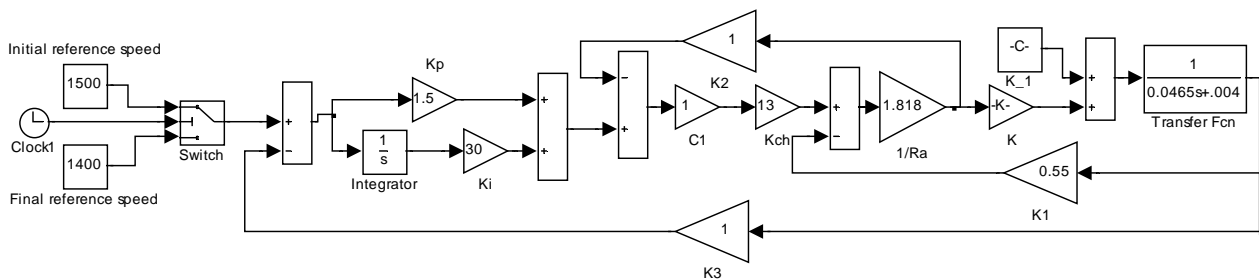 Initial reference speed
1500
Clock1
1400
Final reference speed
Switch
+
−
Kp
1.5
1
s
Integrator
30
Ki
+
+
−
+
1
K2
1
C1
13
Kch
+
−
1.818
1/Ra
-K-
K
-C-
K_1
+
+
1
0.0465s+.004
Transfer Fcn
0.55
K1
1
K3